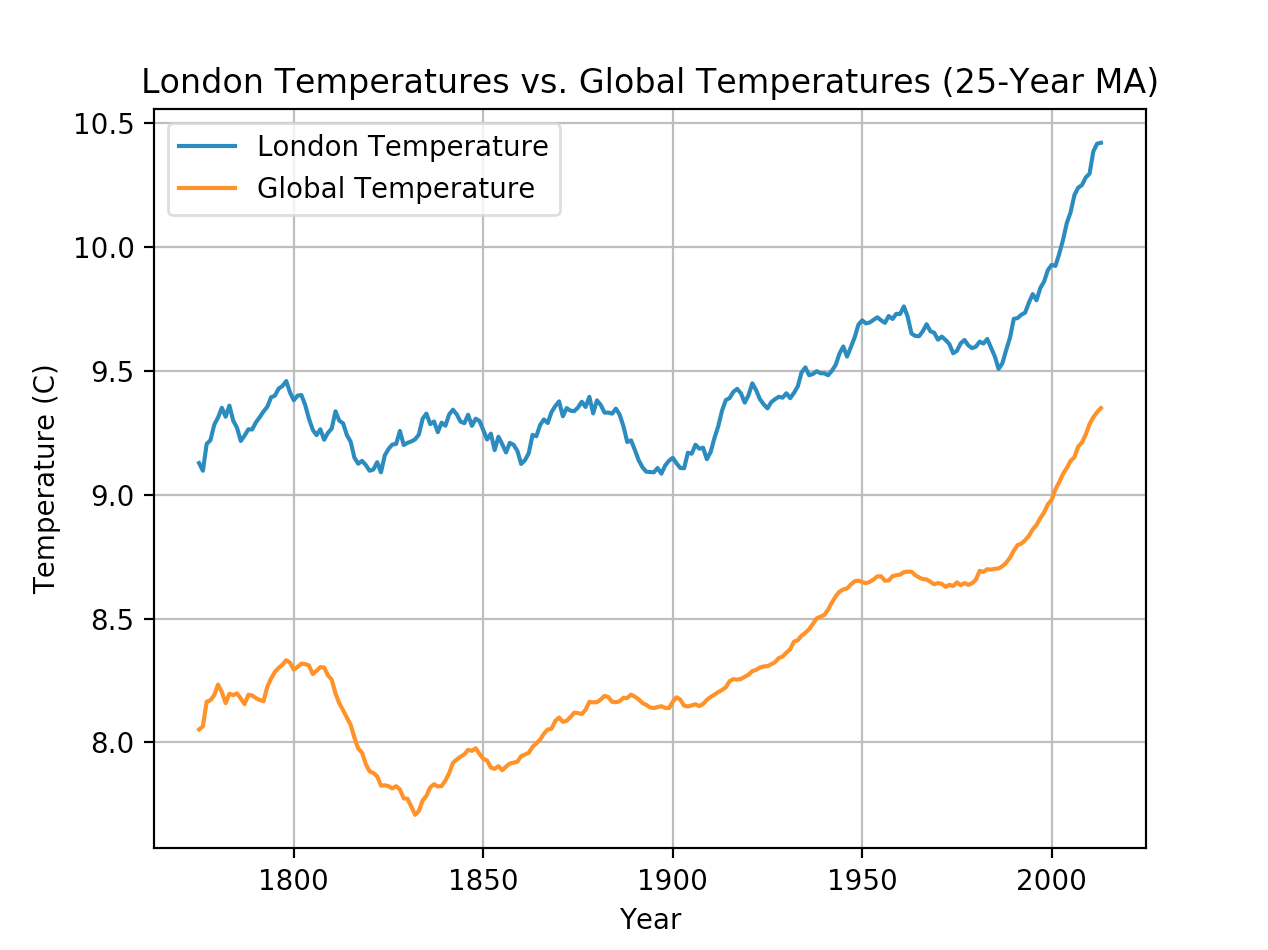 London Temperatures vs. Global Temperatures (25-Year MA)
London Temperature
Global Temperature
Temperature (C)
10.5
10.0
9.5
9.0
8.5
8.0
1800 1850 1900 1950 2000
Year